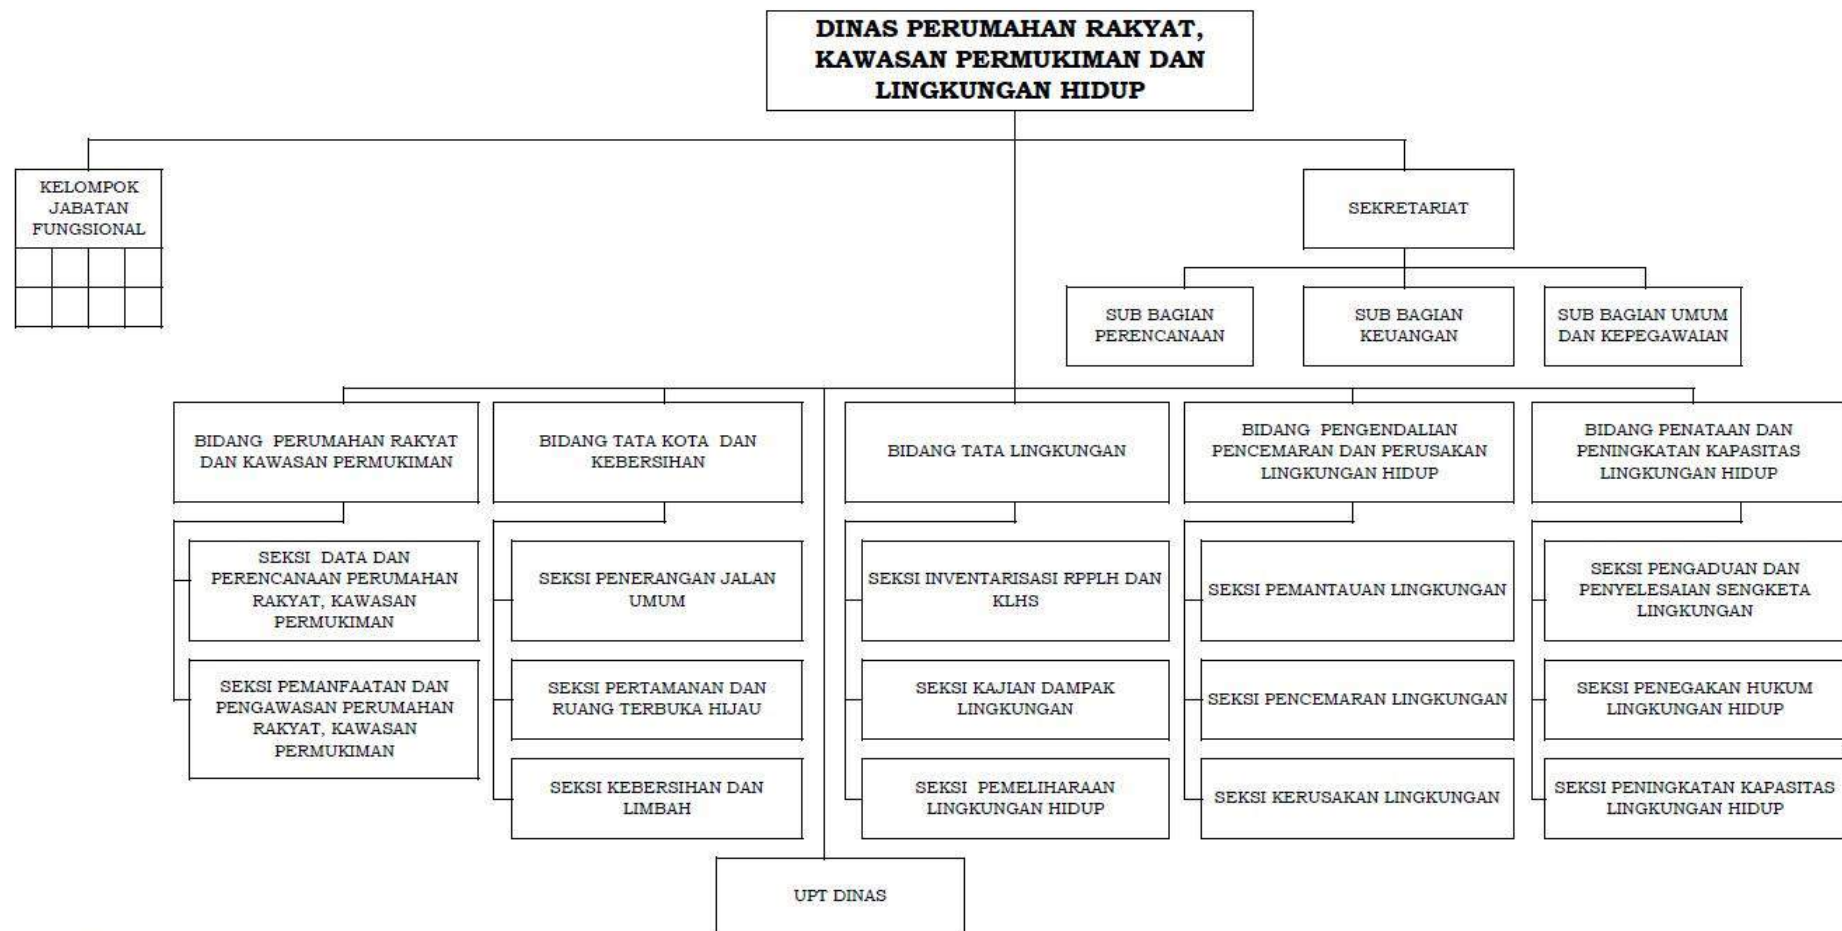 DINAS PERUMAHAN RAKYAT,
KAWASAN PERMUKIMAN DAN
LINGKUNGAN HIDUP
KELOMPOK
JABATAN
FUNGSIONAL
SEKRETARIAT
SUB BAGIAN
PERENCANAAN
SUB BAGIAN
KEUANGAN
SUB BAGIAN UMUM
DAN KEPEGAWAIAN
BIDANG PERUMAHAN RAKYAT
DAN KAWASAN PERMUKIMAN
BIDANG TATA KOTA DAN
KEBERSIHAN
BIDANG TATA LINGKUNGAN
BIDANG PENGENDALIAN
PENCEMARAN DAN PERUSAKAN
LINGKUNGAN HIDUP
BIDANG PENATAAN DAN
PENINGKATAN KAPASITAS
LINGKUNGAN HIDUP
SEKSI DATA DAN
PERENCANAAN PERUMAHAN
RAKYAT, KAWASAN
PERMUKIMAN
SEKSI PENERANGAN JALAN
UMUM
SEKSI INVENTARISASI RPPLH DAN
KLHS
SEKSI PEMANTAUAN LINGKUNGAN
SEKSI PENGADUAN DAN
PENYELESAIAN SENGKETA
LINGKUNGAN
SEKSI PEMANFAATAN DAN
PENGAWASAN PERUMAHAN
RAKYAT, KAWASAN
PERMUKIMAN
SEKSI PERTAMANAN DAN
RUANG TERBUKA HIJAU
SEKSI KAJIAN DAMPAK
LINGKUNGAN
SEKSI PENCEMARAN LINGKUNGAN
SEKSI PENEGAKAN HUKUM
LINGKUNGAN HIDUP
SEKSI KEBERSIHAN DAN
LIMBAH
SEKSI PEMELIHARAAN
LINGKUNGAN HIDUP
SEKSI KERUSAKAN LINGKUNGAN
SEKSI PENINGKATAN KAPASITAS
LINGKUNGAN HIDUP
UPT DINAS